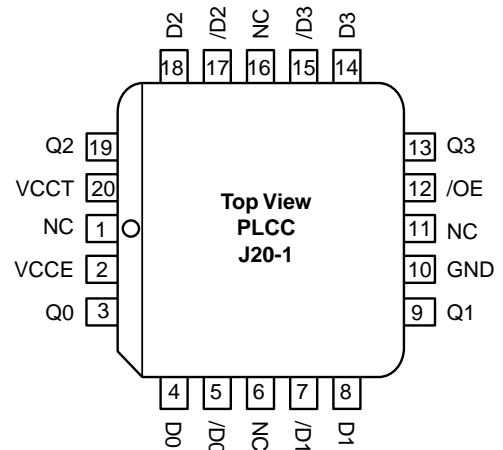 D2 /D2 NC /D3 D3
18 17 16 15 14
Q2 19
13 Q3
VCCT 20
12 /OE
NC 1
11 NC
VCCE 2
10 GND
Q0 3
9 Q1
Top View
PLCC
J20-1
4 5 6 7 8
D0 /D0 NC /D1 D1